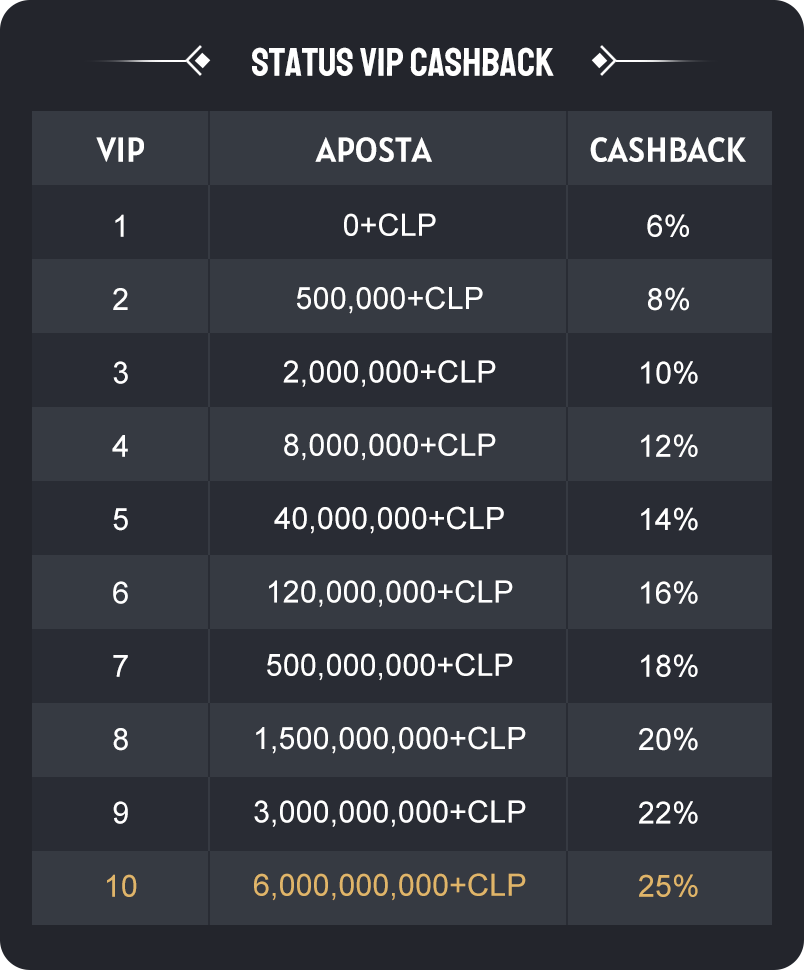 STATUS VIP CASHBACK
VIP APOSTA CASHBACK
1 0+CLP 6%
2 500,000+CLP 8%
3 2,000,000+CLP 10%
4 8,000,000+CLP 12%
5 40,000,000+CLP 14%
6 120,000,000+CLP 16%
7 500,000,000+CLP 18%
8 1,500,000,000+CLP 20%
9 3,000,000,000+CLP 22%
10 6,000,000,000+CLP 25%